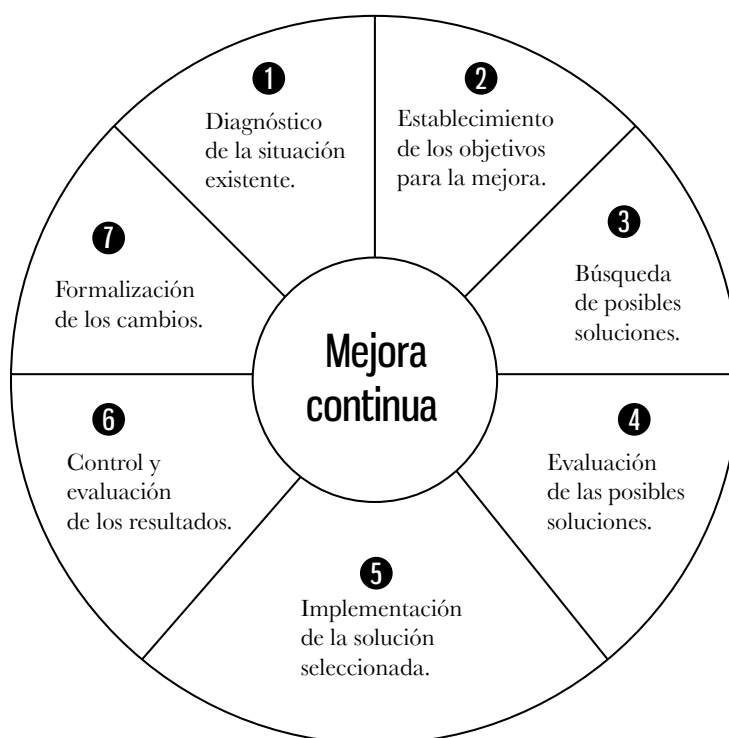 1
Diagnóstico
de la situación
existente.
2
Establecimiento
de los objetivos
para la mejora.
3
Búsqueda
de posibles
soluciones.
4
Evaluación
de las posibles
soluciones.
5
Implementación
de la solución
seleccionada.
6
Control y
evaluación
de los resultados.
7
Formalización
de los cambios.
Mejora
continua